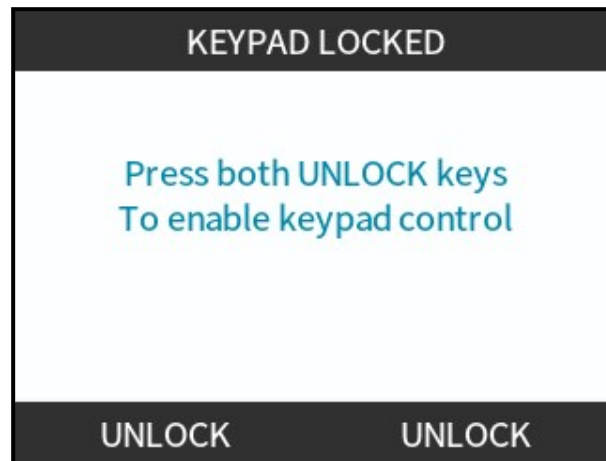 KEYPAD LOCKED
Press both UNLOCK keys
To enable keypad control
UNLOCK UNLOCK